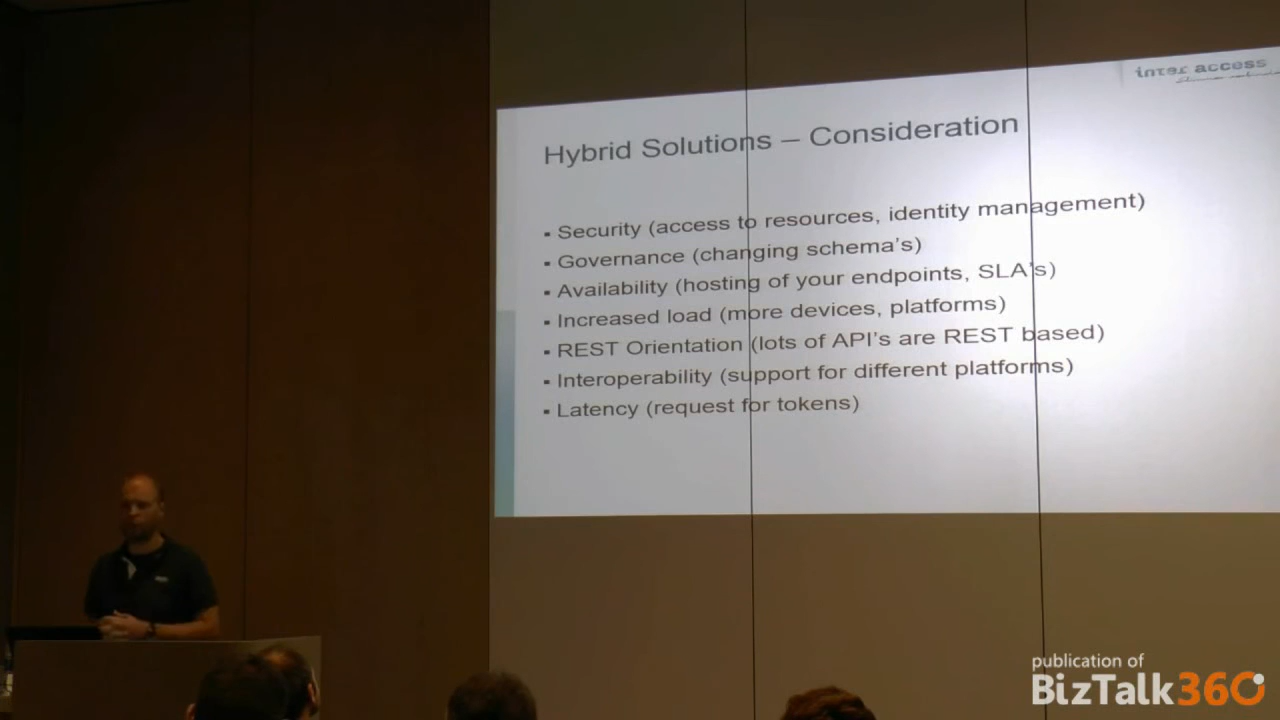 inter access
Hybrid Solutions – Consideration
▪ Security (access to resources, identity management)
▪ Governance (changing schema's)
▪ Availability (hosting of your endpoints, SLA's)
▪ Increased load (more devices, platforms)
▪ REST Orientation (lots of API's are REST based)
▪ Interoperability (support for different platforms)
▪ Latency (request for tokens)
publication of
BizTalk360